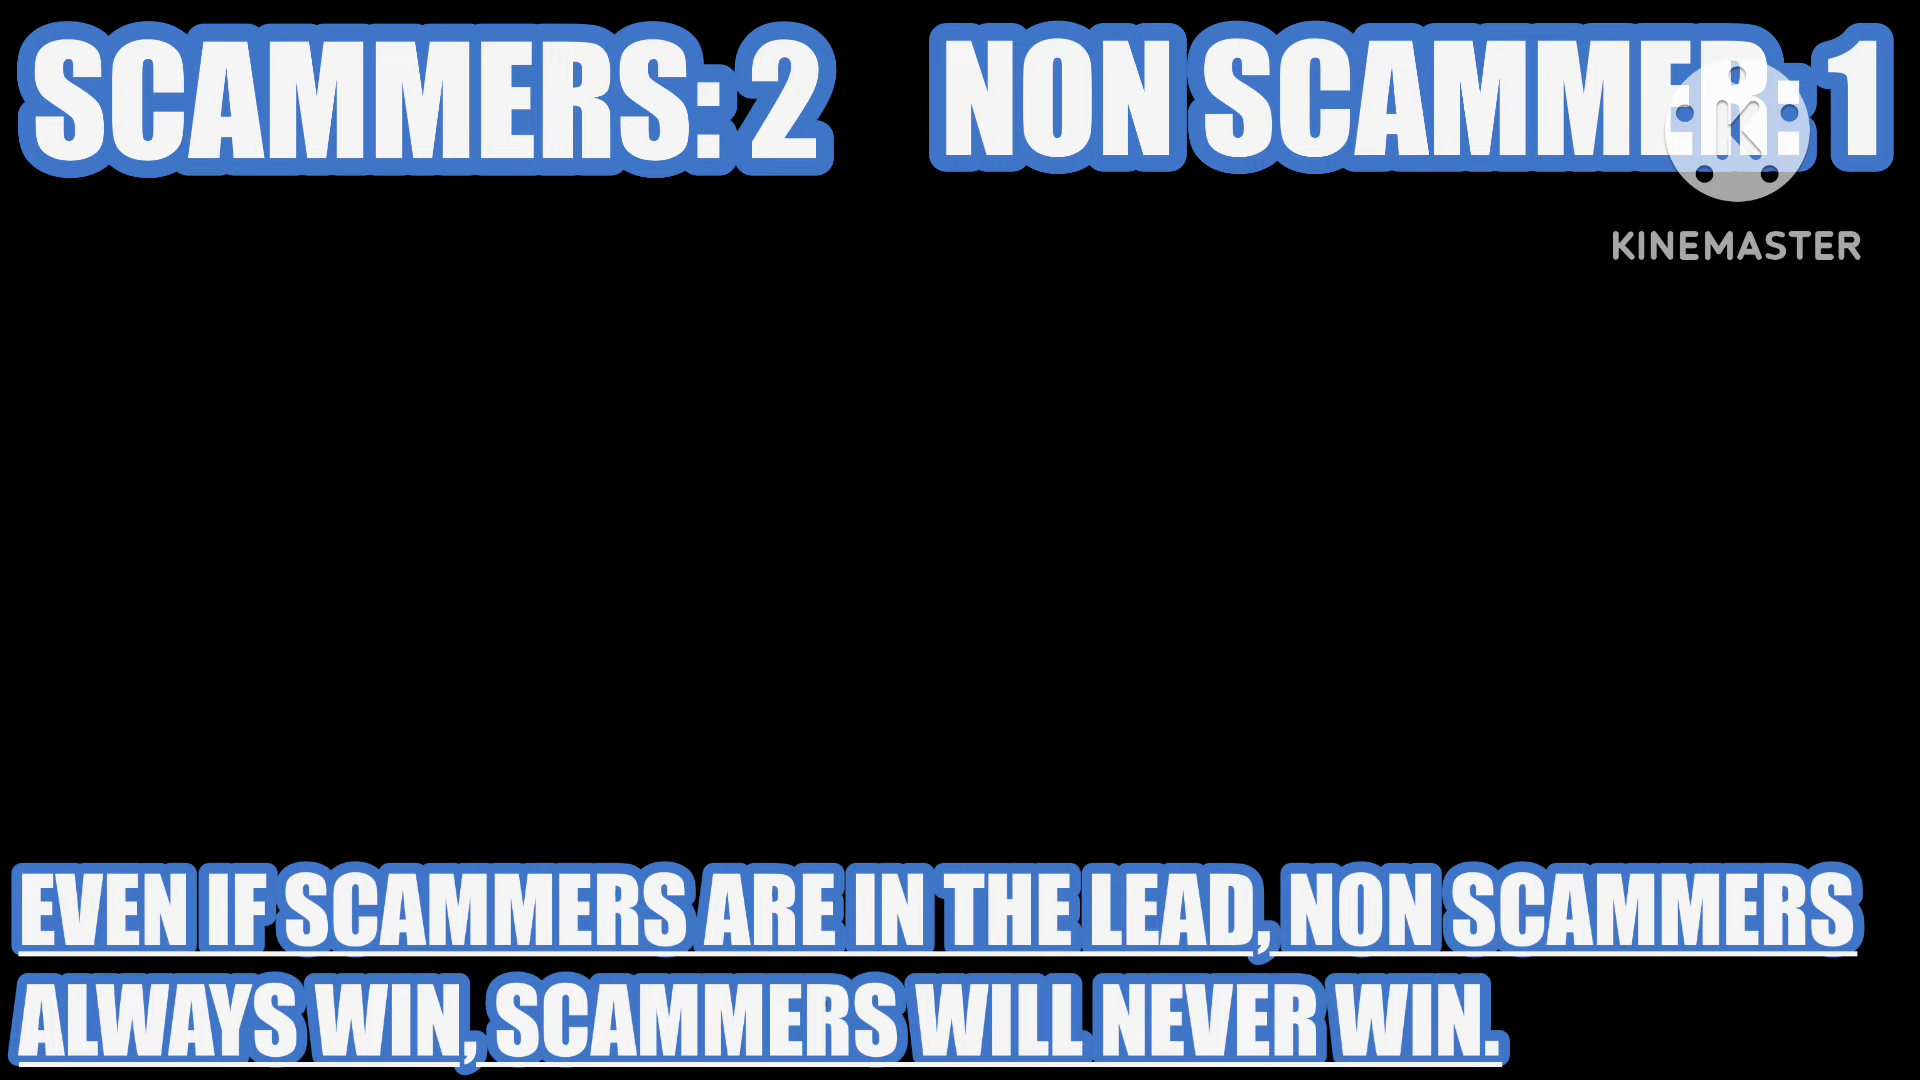 SCAMMERS: 2 NON SCAMMER: 1
KINEMASTER
EVEN IF SCAMMERS ARE IN THE LEAD, NON SCAMMERS
ALWAYS WIN, SCAMMERS WILL NEVER WIN.